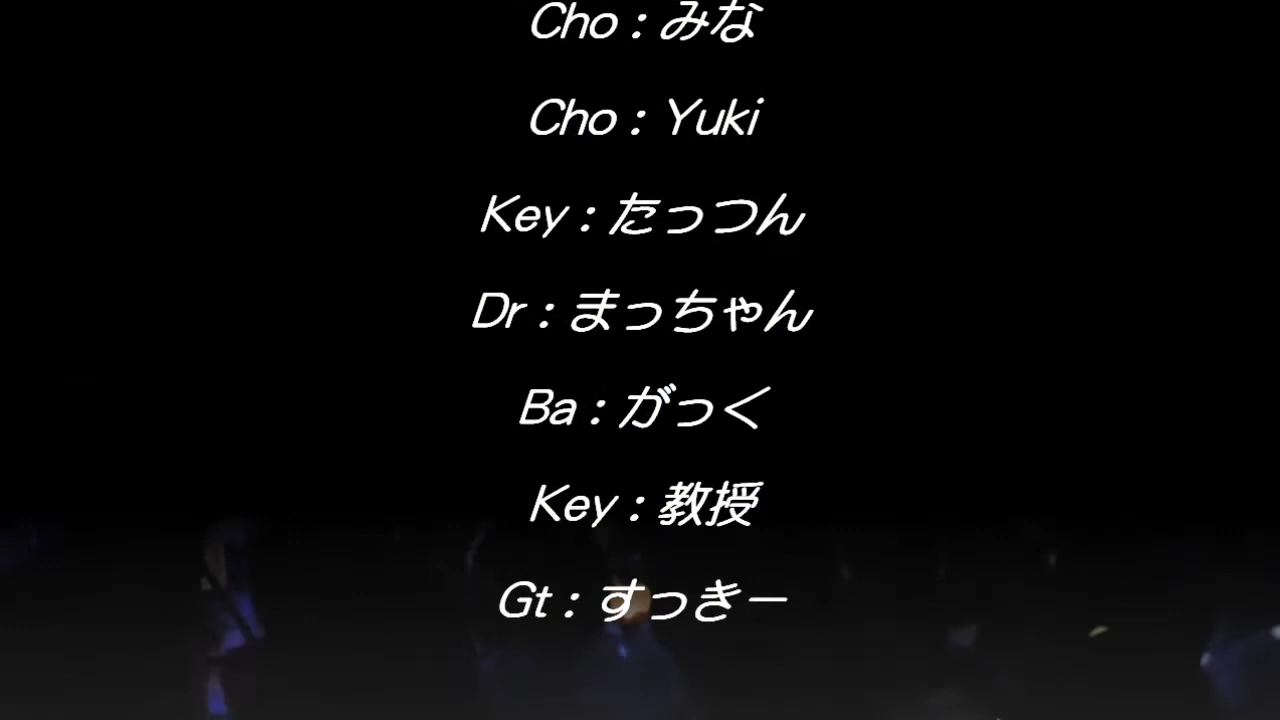 Cho : みな
Cho : Yuki
Key : たっつん
Dr : まっちゃん
Ba : がっく
Key : 教授
Gt : すっきー